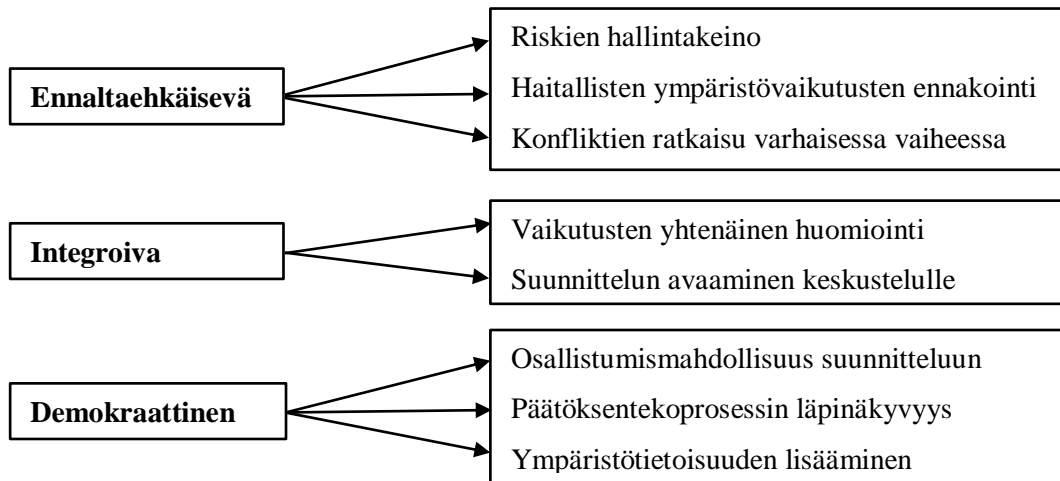 Ennaltaehkäisevä
Riskien hallintakeino
Haitallisten ympäristövaikutusten ennakointi
Konfliktien ratkaisu varhaisessa vaiheessa
Integroiva
Vaikutusten yhtenäinen huomiointi
Suunnittelun avaaminen keskustelulle
Demokraattinen
Osallistumismahdollisuus suunnitteluun
Päätöksentekoprosessin läpinäkyvyys
Ympäristötietoisuuden lisääminen